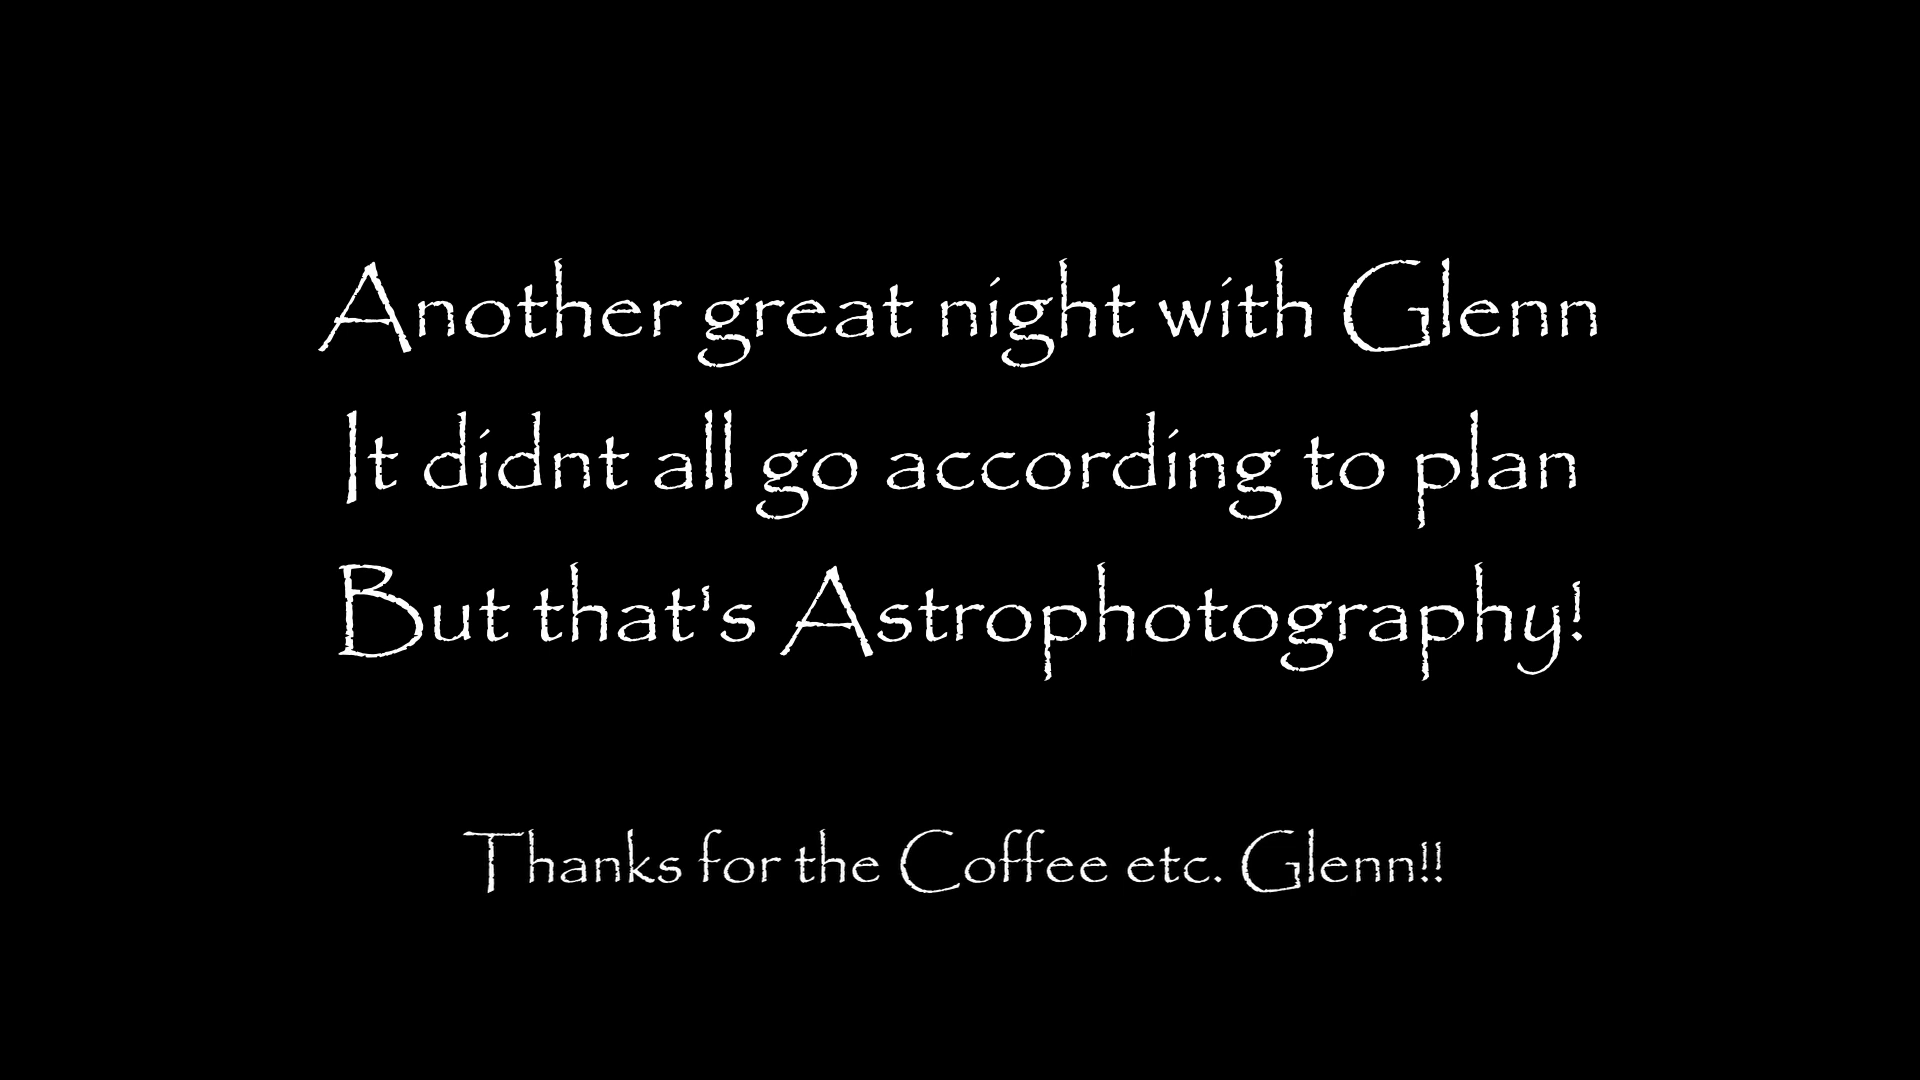 Another great night with Glenn
It didnt all go according to plan
But that's Astrophotography!
Thanks for the Coffee etc. Glenn!!